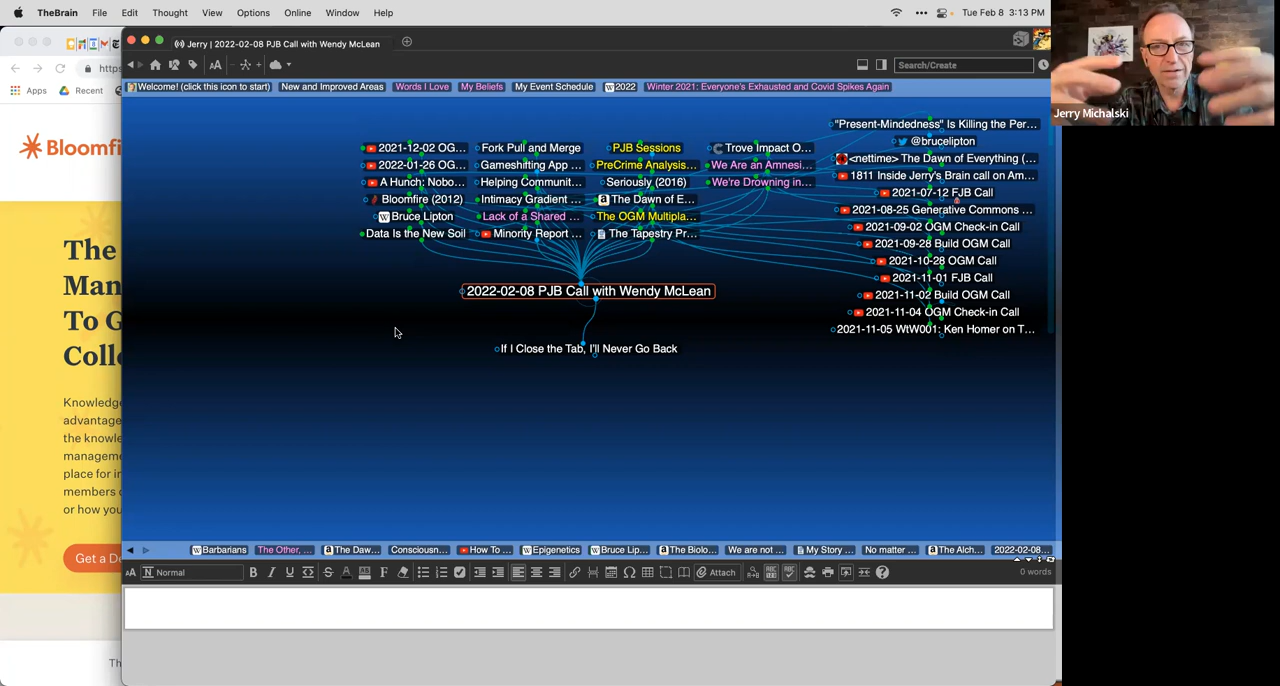 TheBrain File Edit Thought View Options Online Window Help
Tue Feb 8 3:13 PM
Jerry | 2022-02-08 PJB Call with Wendy McLean
https
Apps Recent
AA
Search/Create
Welcome! (click this icon to start) New and Improved Areas Words I Love My Beliefs My Event Schedule 2022 Winter 2021: Everyone's Exhausted and Covid Spikes Again
Jerry Michalski
2021-12-02 OG... Fork Pull and Merge PJB Sessions Trove Impact O...
2022-01-26 OG... Gameshifting App ... PreCrime Analysis... We Are an Amnesi...
A Hunch: Nobo... Helping Communit... Seriously (2016) We're Drowning in...
Bloomfire (2012) Intimacy Gradient ... The Dawn of E...
Bruce Lipton Lack of a Shared ... The OGM Multipla...
Data Is the New Soil Minority Report ... The Tapestry Pr...
"Present-Mindedness" Is Killing the Per...
@brucelipton
<nettime> The Dawn of Everything (...
1811 Inside Jerry's Brain call on Am...
2021-07-12 FJB Call
2021-08-25 Generative Commons ...
2021-09-02 OGM Check-in Call
2021-09-28 Build OGM Call
2021-10-28 OGM Call
2021-11-01 FJB Call
2021-11-02 Build OGM Call
2021-11-04 OGM Check-in Call
2021-11-05 WtW001: Ken Homer on T...
2022-02-08 PJB Call with Wendy McLean
If I Close the Tab, I'll Never Go Back
Bloomfi
The
Man
To G
Colle
Knowledg
advantage
the knowle
managem
place for in
members o
or how you
Get a De
Th
Barbarians The Other, ... The Daw... Consciousn... How To ... Epigenetics Bruce Lip... The Biolo... We are not ... My Story ... No matter ... The Alch... 2022-02-08...
AA N Normal B I U S A F Attach
0 words